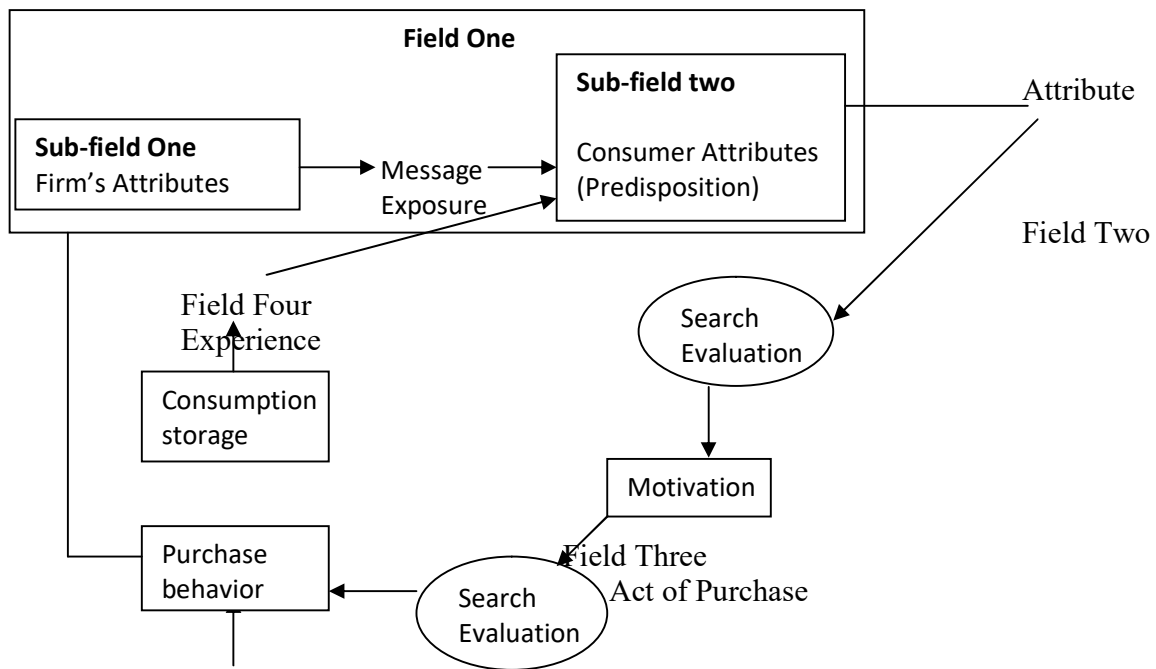 Field One
Sub-field two
Attribute
Sub-field One
Firm's Attributes
Message
Exposure
Consumer Attributes
(Predisposition)
Field Two
Field Four
Experience
Search
Evaluation
Consumption
storage
Motivation
Field Three
Act of Purchase
Purchase
behavior
Search
Evaluation